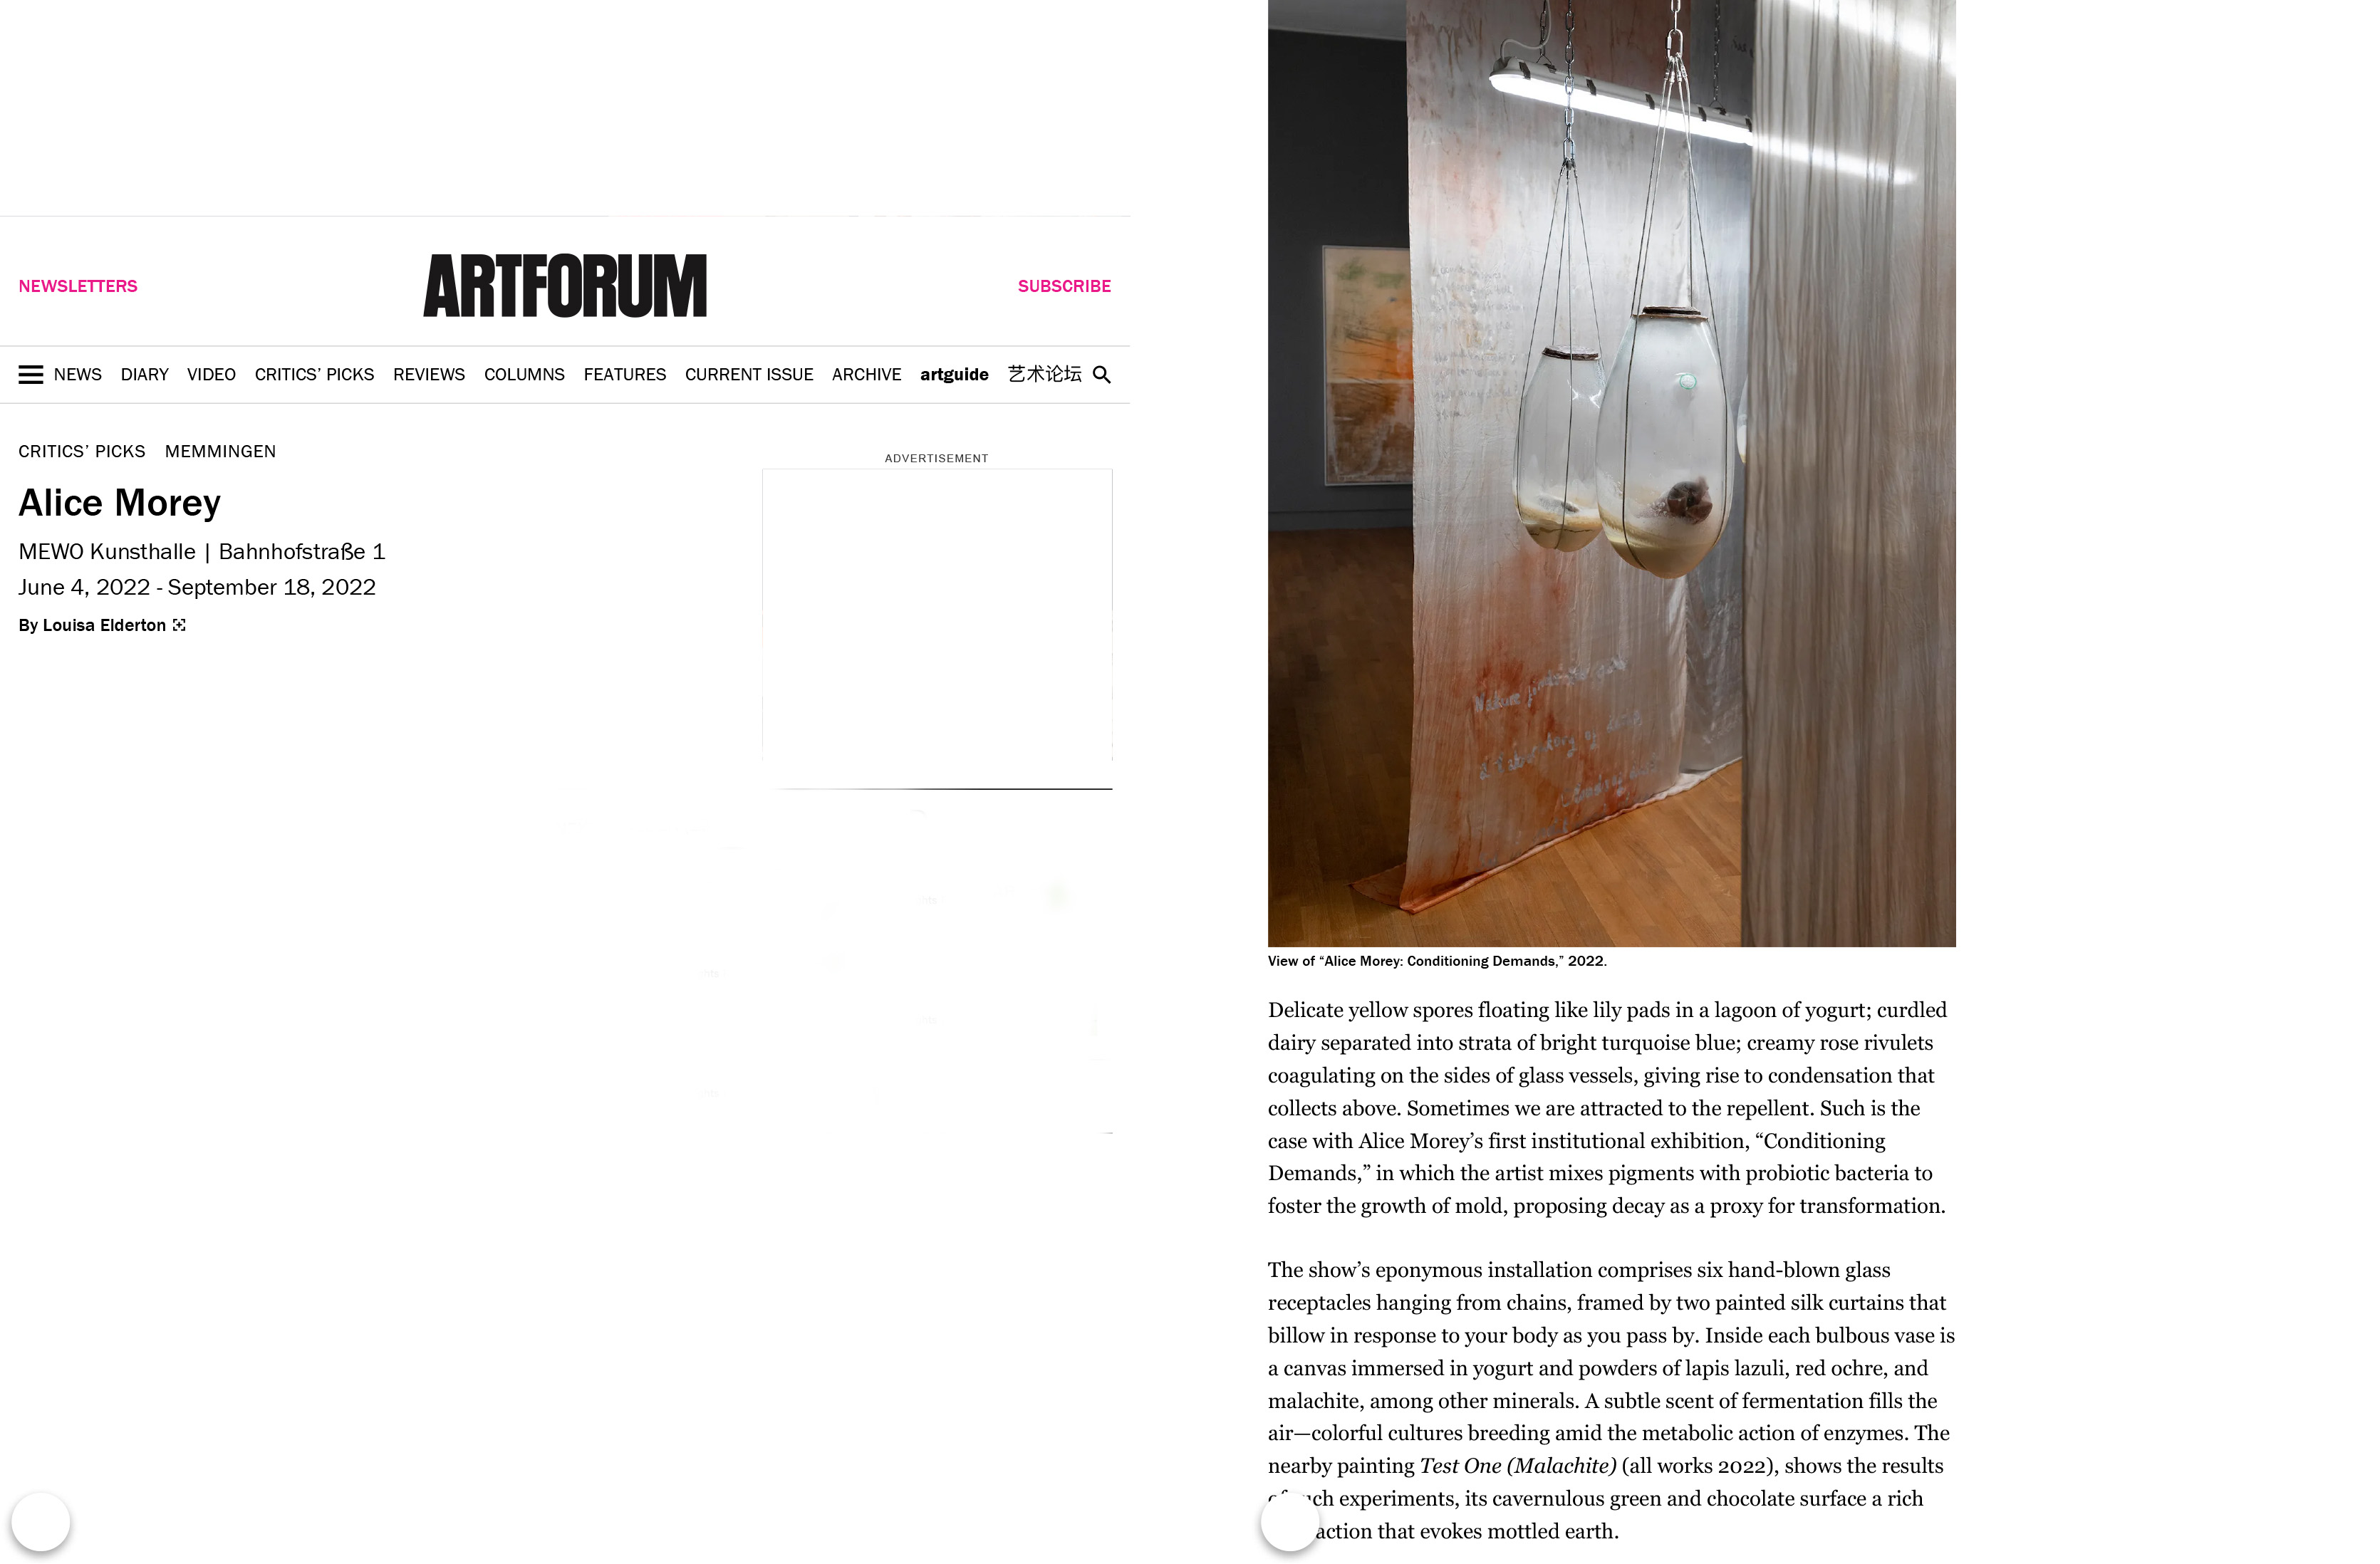 NEWSLETTERS
ARTFORUM
SUBSCRIBE
NEWS DIARY VIDEO CRITICS’ PICKS REVIEWS COLUMNS FEATURES CURRENT ISSUE ARCHIVE artguide 艺术论坛
CRITICS’ PICKS MEMMINGEN
Alice Morey
MEWO Kunsthalle | Bahnhofstraße 1
June 4, 2022 - September 18, 2022
By Louisa Elderton
ADVERTISEMENT
Nature
Laboratory of
View of “Alice Morey: Conditioning Demands,” 2022.
Delicate yellow spores floating like lily pads in a lagoon of yogurt; curdled
dairy separated into strata of bright turquoise blue; creamy rose rivulets
coagulating on the sides of glass vessels, giving rise to condensation that
collects above. Sometimes we are attracted to the repellent. Such is the
case with Alice Morey’s first institutional exhibition, “Conditioning
Demands,” in which the artist mixes pigments with probiotic bacteria to
foster the growth of mold, proposing decay as a proxy for transformation.
The show’s eponymous installation comprises six hand-blown glass
receptacles hanging from chains, framed by two painted silk curtains that
billow in response to your body as you pass by. Inside each bulbous vase is
a canvas immersed in yogurt and powders of lapis lazuli, red ochre, and
malachite, among other minerals. A subtle scent of fermentation fills the
air—colorful cultures breeding amid the metabolic action of enzymes. The
nearby painting Test One (Malachite) (all works 2022), shows the results
experiments, its cavernulous green and chocolate surface a rich
that evokes mottled earth.